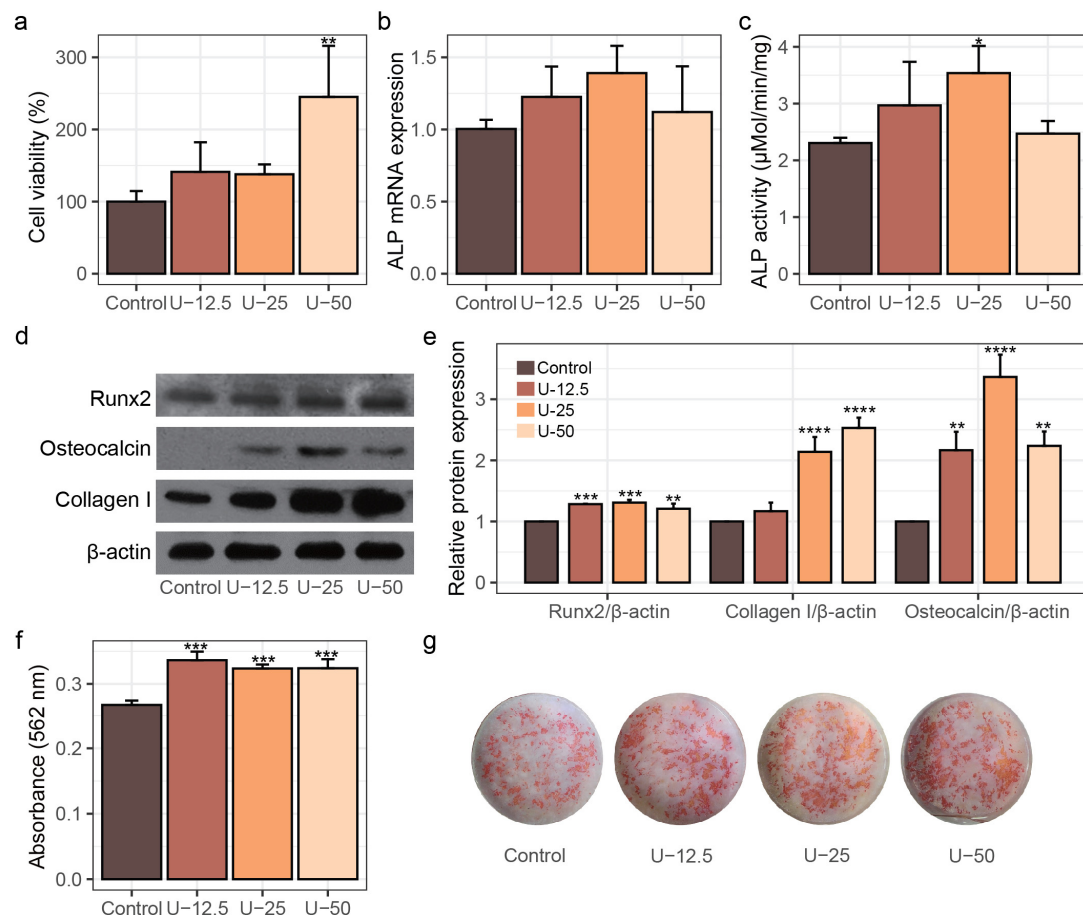 a
Cell viability (%)
300
200
100
0
**
Control U−12.5 U−25 U−50
b
ALP mRNA expression
1.5
1.0
0.5
0.0
Control U−12.5 U−25 U−50
c
ALP activity (µMol/min/mg)
4
3
2
1
0
*
Control U−12.5 U−25 U−50
d
Runx2
Osteocalcin
Collagen I
β-actin
Control U−12.5 U−25 U−50
e
Relative protein expression
3
2
1
0
Control
U-12.5
U-25
U-50
*** *** **
**** ****
** **** **
Runx2/β-actin Collagen I/β-actin Osteocalcin/β-actin
f
Absorbance (562 nm)
0.3
0.2
0.1
0.0
*** *** ***
Control U−12.5 U−25 U−50
g
Control U−12.5 U−25 U−50